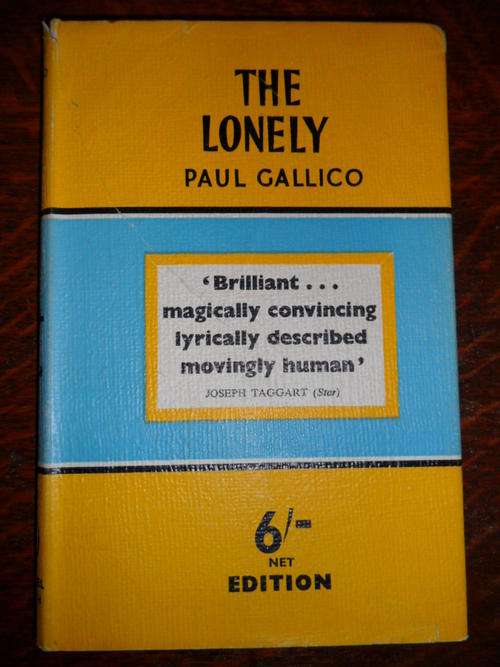 THE
LONELY
PAUL GALLICO
‘Brilliant...
magically convincing
lyrically described
movingly human’
JOSEPH TAGGART (Star)
6/-
NET
EDITION